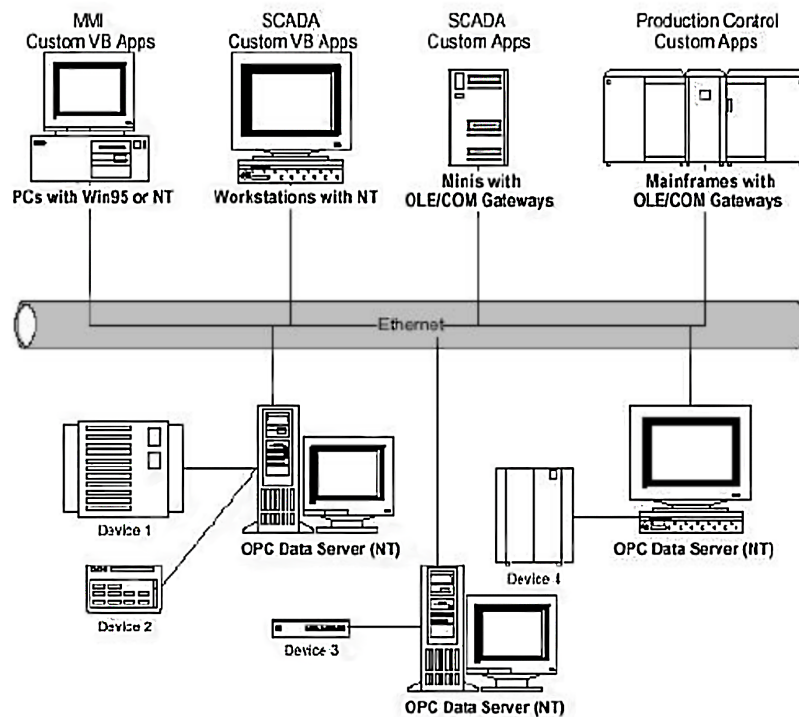 MMI
Custom VB Apps
SCADA
Custom VB Apps
SCADA
Custom Apps
Production Control
Custom Apps
PCs with Win95 or NT
Workstations with NT
Ninis with
OLE/COM Gateways
Mainframes with
OLE/COM Gateways
Ethernet
Device 1
OPC Data Server (NT)
Device 4
OPC Data Server (NT)
Device 2
Device 3
OPC Data Server (NT)